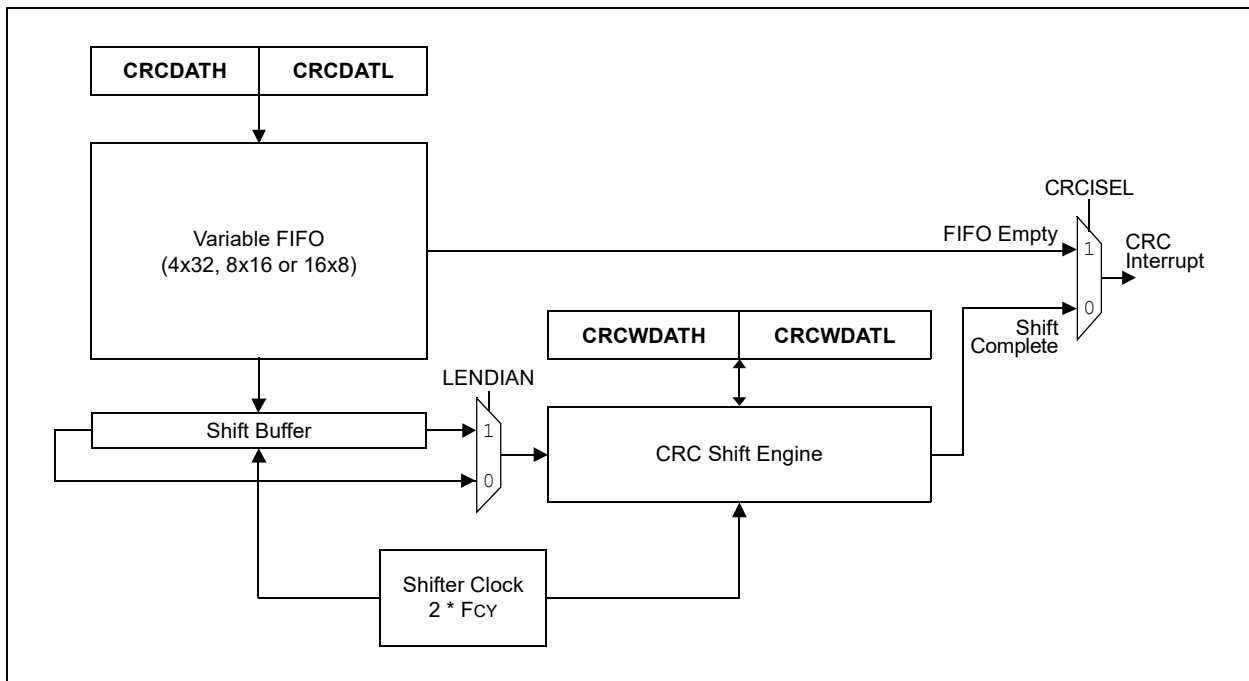 CRCDATH CRCDATL
Variable FIFO
(4x32, 8x16 or 16x8)
CRCISEL
FIFO Empty
1
CRC
Interrupt
0
Shift
Complete
CRCWDATH CRCWDATL
LENDIAN
Shift Buffer
1
0
CRC Shift Engine
Shifter Clock
2 * FCY